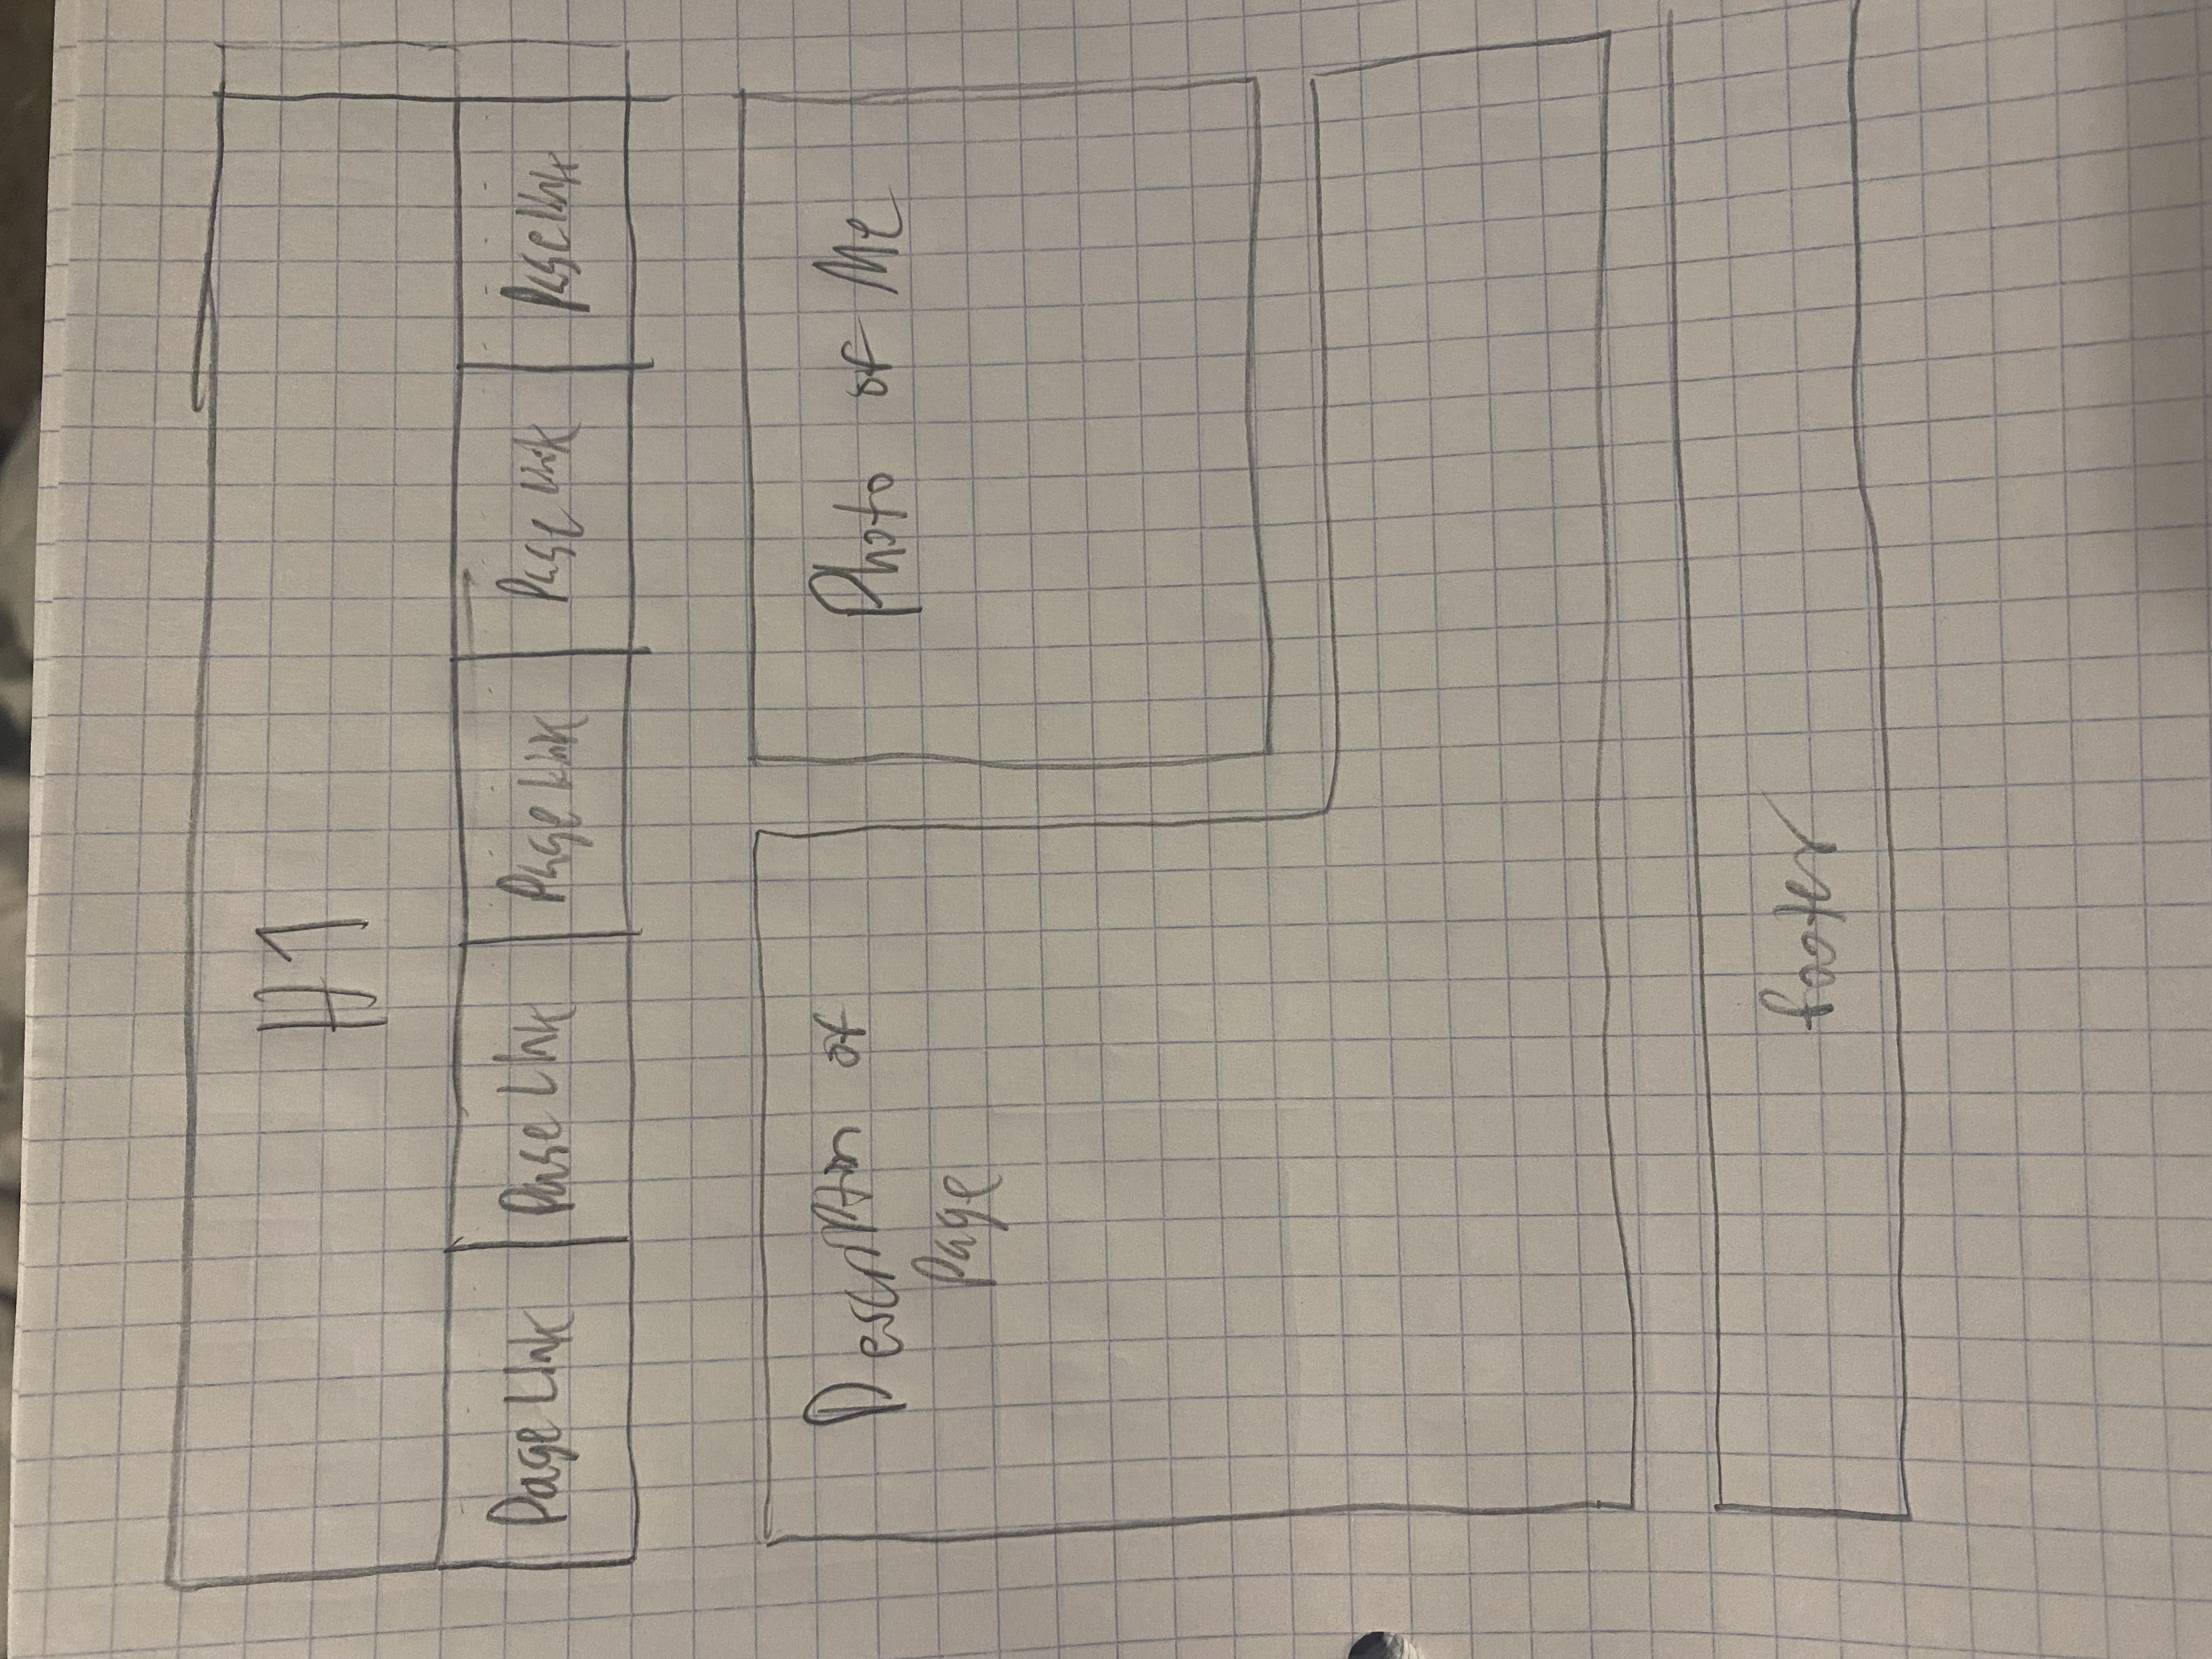 H1
Page Link
Page Link
Page Link
Page Link
Page Link
Description of
Page
Photo of Me
footer